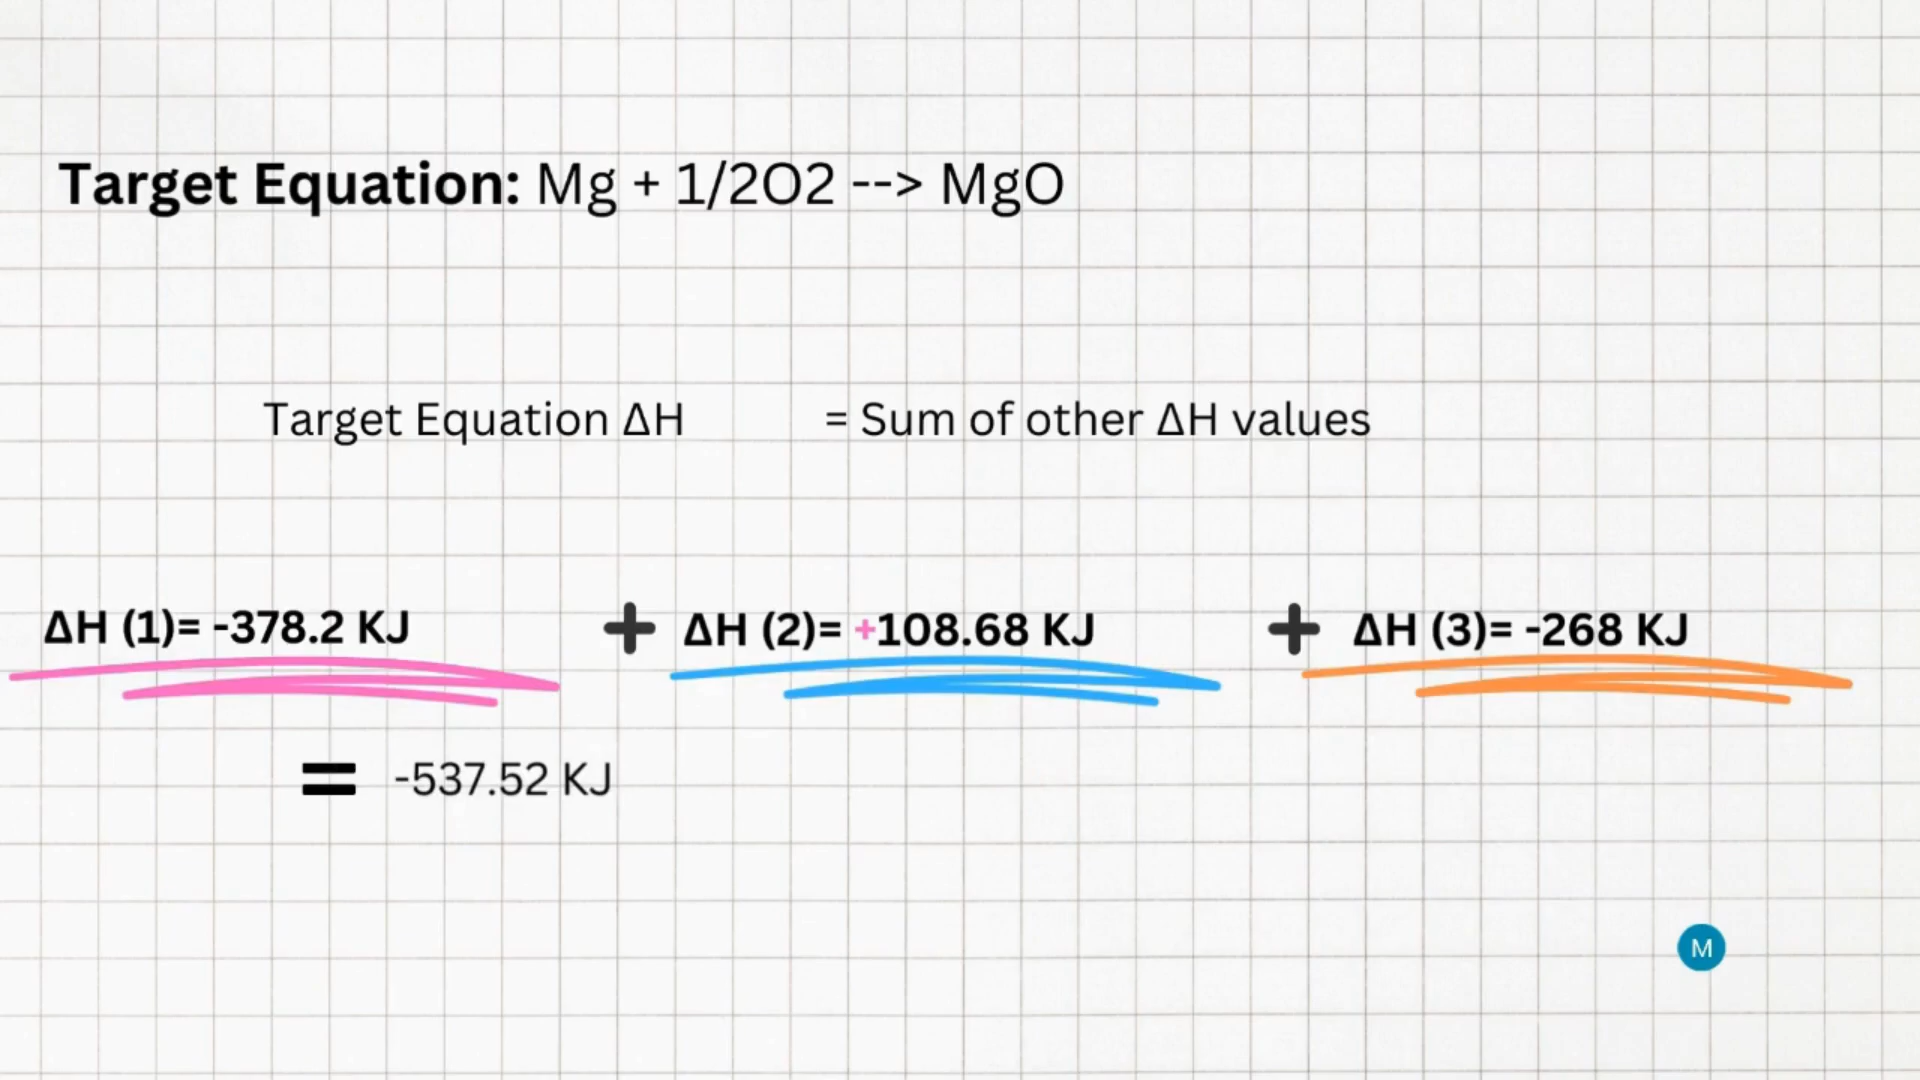 Target Equation: Mg + 1/2O2 --> MgO
Target Equation ΔH = Sum of other ΔH values
ΔH (1)= -378.2 KJ + ΔH (2)= +108.68 KJ + ΔH (3)= -268 KJ
= -537.52 KJ
M